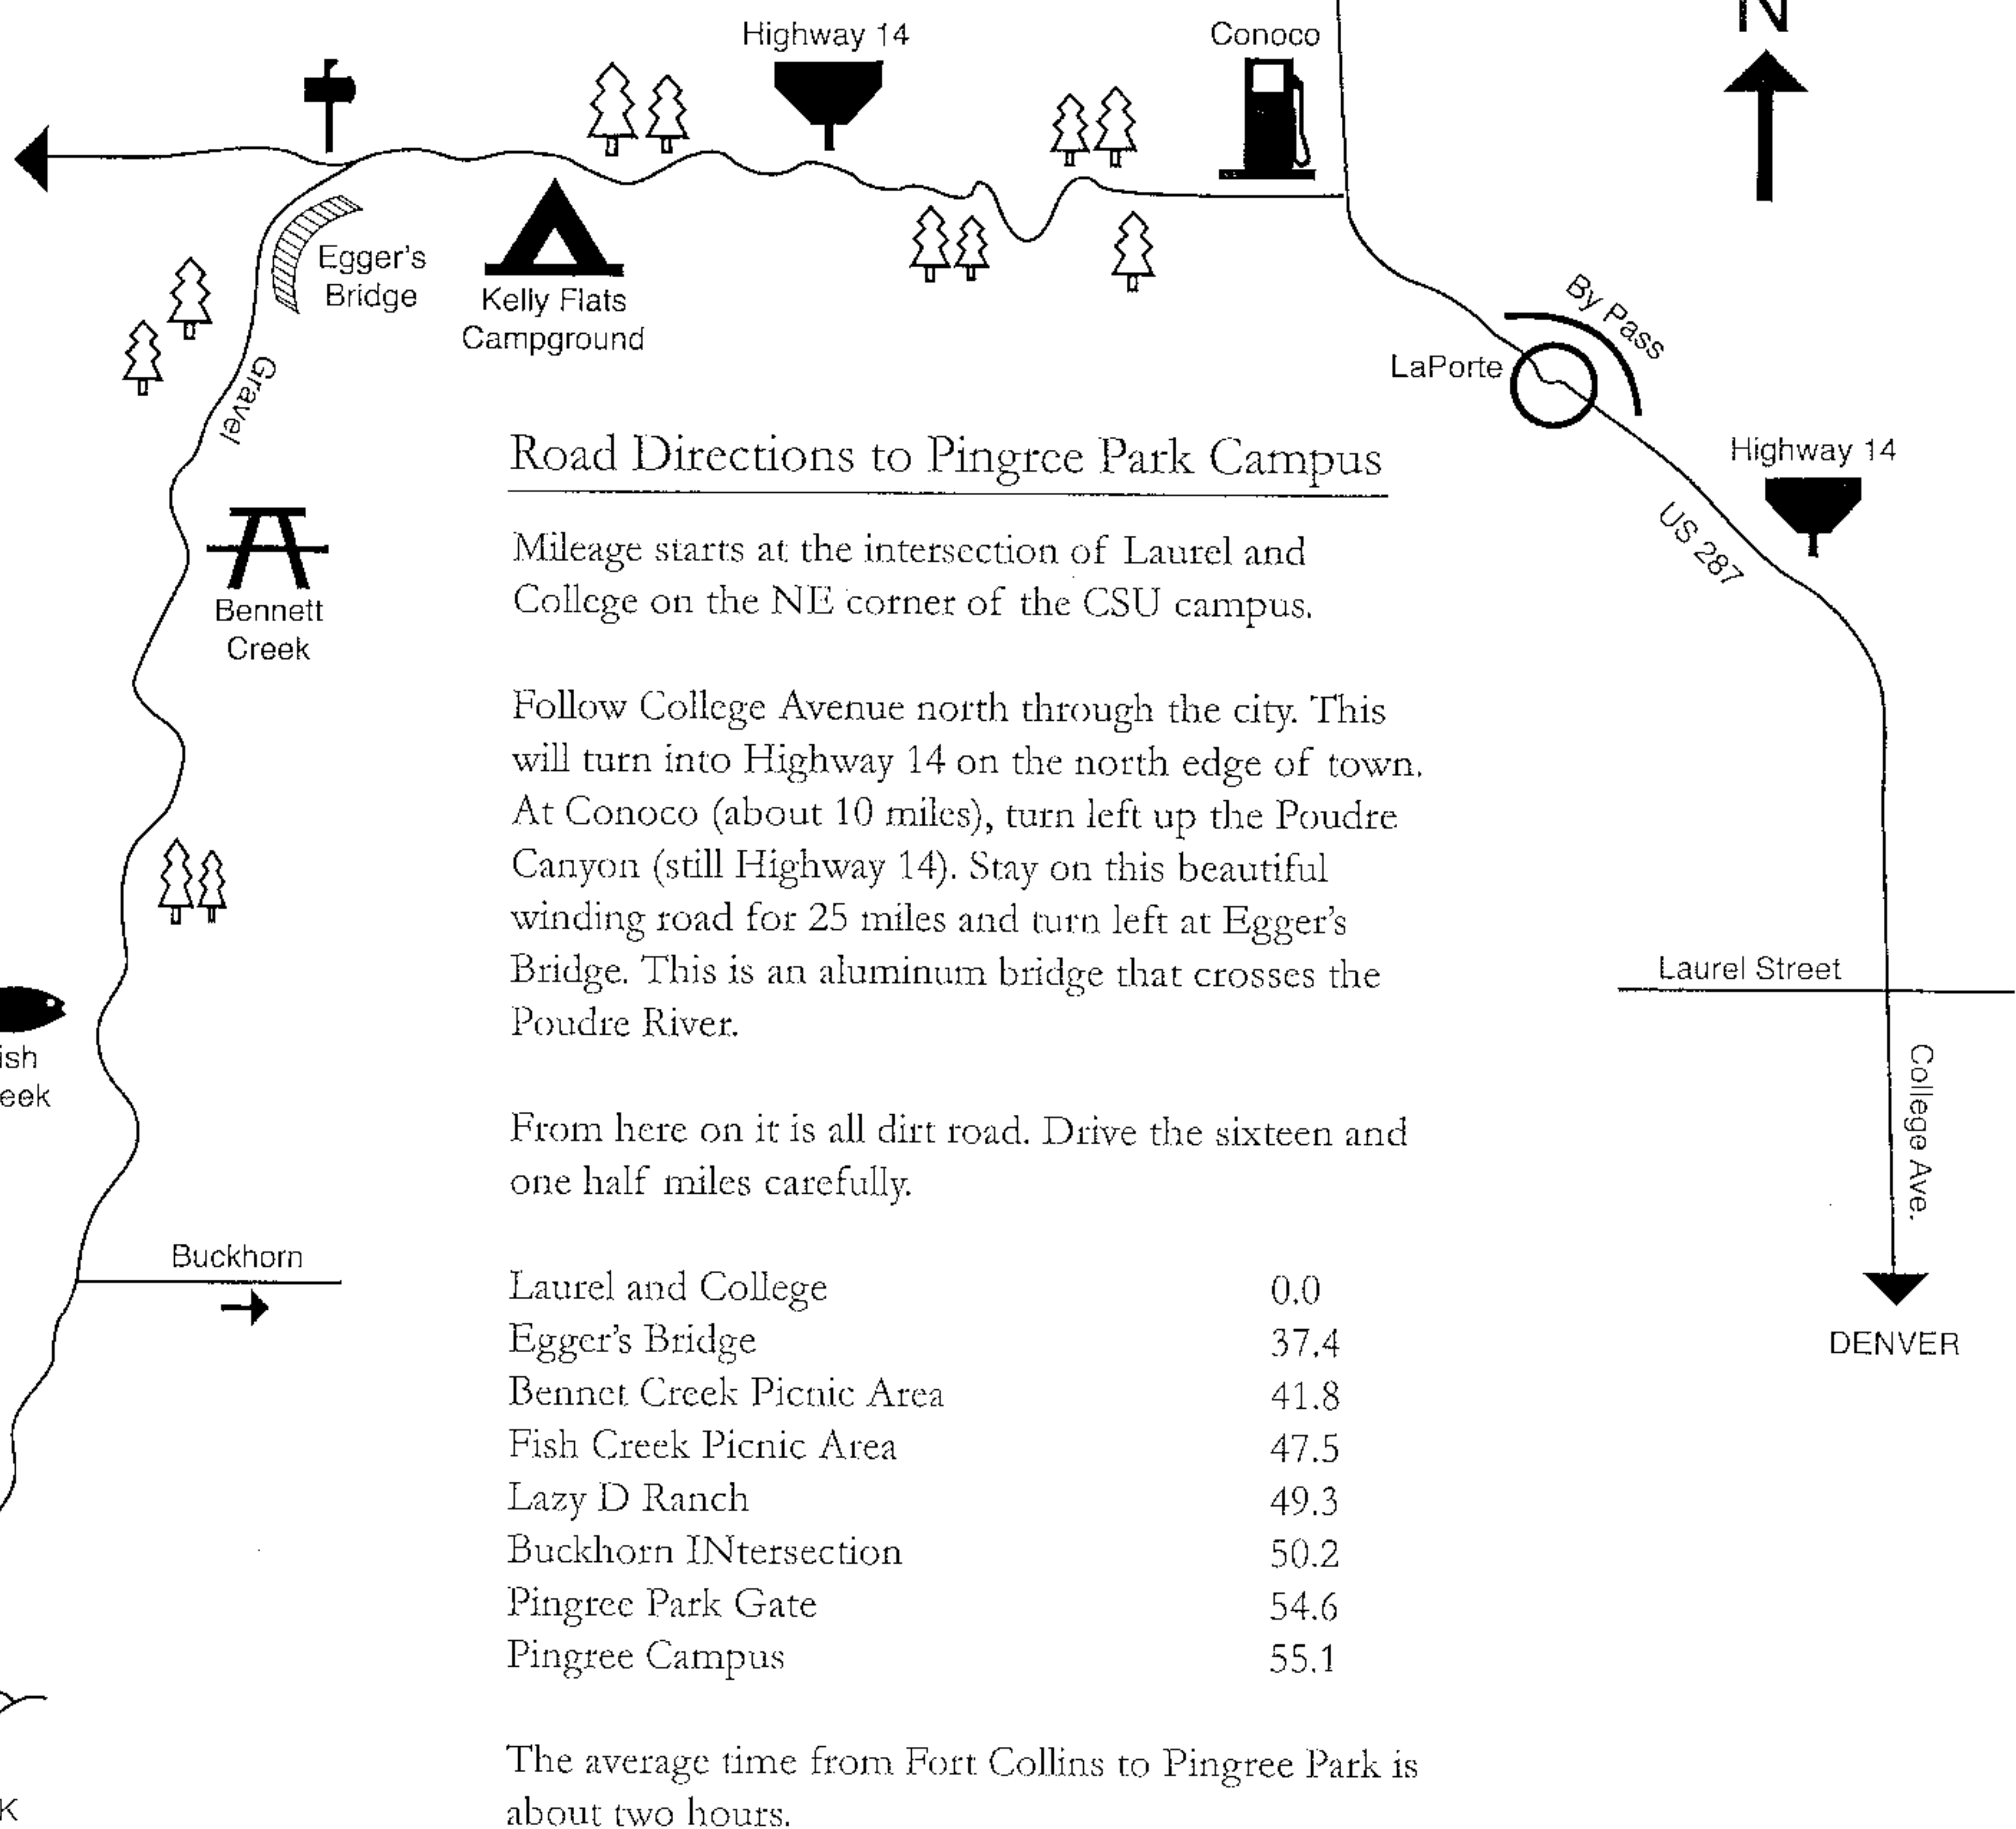 Highway 14
Conoco
N
Egger's
Bridge
Kelly Flats
Campground
By Pass
LaPorte
Gravel
Highway 14
US 287
Road Directions to Pingree Park Campus
Mileage starts at the intersection of Laurel and
College on the NE corner of the CSU campus.
Bennett
Creek
Follow College Avenue north through the city. This
will turn into Highway 14 on the north edge of town.
At Conoco (about 10 miles), turn left up the Poudre
Canyon (still Highway 14). Stay on this beautiful
winding road for 25 miles and turn left at Egger's
Bridge. This is an aluminum bridge that crosses the
Poudre River.
Laurel Street
College Ave.
ish
eek
From here on it is all dirt road. Drive the sixteen and
one half miles carefully.
Buckhorn
Laurel and College 0.0
Egger's Bridge 37.4
Bennet Creek Picnic Area 41.8
Fish Creek Picnic Area 47.5
Lazy D Ranch 49.3
Buckhorn INtersection 50.2
Pingree Park Gate 54.6
Pingree Campus 55.1
DENVER
The average time from Fort Collins to Pingree Park is
about two hours.
K